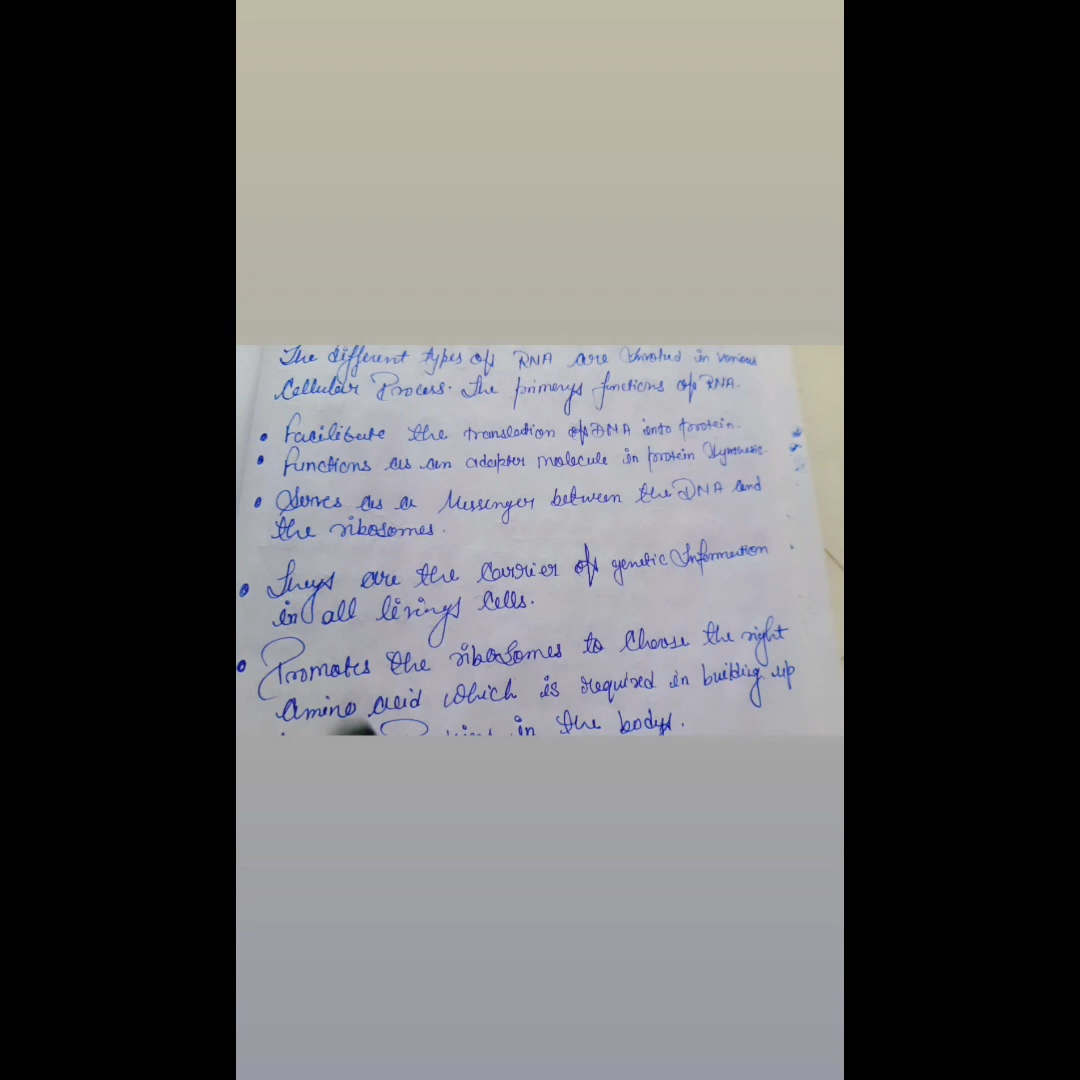 The different types of RNA are involved in various
Cellular Process. The primary functions of RNA.
• Facilitate the translation of DNA into protein.
• functions as an adapter molecule in protein Synthesis.
• Serves as a Messenger between the DNA and
the ribosomes.
• They are the carrier of genetic Information
in all living Cells.
• Promotes the ribosomes to Choose the right
amino acid which is required in building up
in the body.